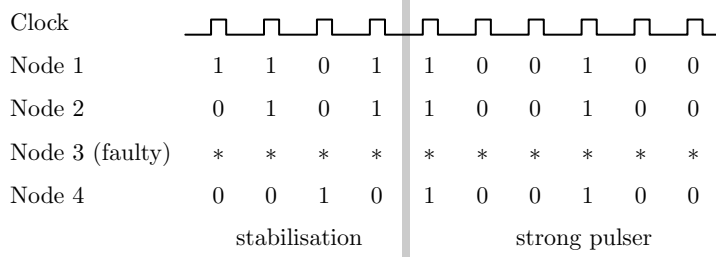 Clock
Node 1 1 1 0 1 1 0 0 1 0 0
Node 2 0 1 0 1 1 0 0 1 0 0
Node 3 (faulty) * * * * * * * * * *
Node 4 0 0 1 0 1 0 0 1 0 0
stabilisation strong pulser